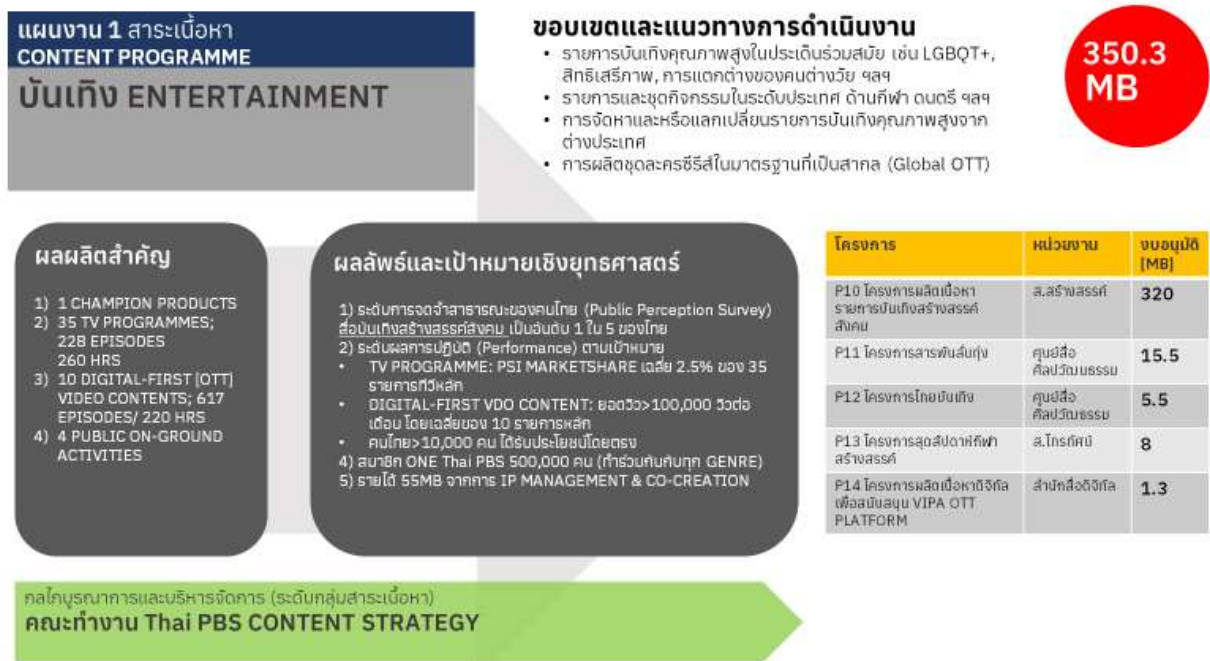 แผนงาน 1 สาระเนื้อหา
CONTENT PROGRAMME
บันเทิง ENTERTAINMENT
ขอบเขตและแนวทางการดำเนินงาน
• รายการบันเทิงคุณภาพสูงในประเด็นร่วมสมัย เช่น LGBQT+,
สิทธิเสรีภาพ, การแตกต่างของคนต่างวัย ฯลฯ
• รายการและชุดกิจกรรมในระดับประเทศ ด้านกีฬา ดนตรี ฯลฯ
• การจัดหาและหรือแลกเปลี่ยนรายการบันเทิงคุณภาพสูงจาก
ต่างประเทศ
• การผลิตชุดละครซีรีส์ในมาตรฐานที่เป็นสากล (Global OTT)
350.3
MB
ผลผลิตสำคัญ
1) 1 CHAMPION PRODUCTS
2) 35 TV PROGRAMMES;
228 EPISODES
260 HRS
3) 10 DIGITAL-FIRST (OTT)
VIDEO CONTENTS; 617
EPISODES/ 220 HRS
4) 4 PUBLIC ON-GROUND
ACTIVITIES
ผลลัพธ์และเป้าหมายเชิงยุทธศาสตร์
1) ระดับการจดจำสาธารณะของคนไทย (Public Perception Survey)
สื่อบันเทิงสร้างสรรค์สังคม เป็นอันดับ 1 ใน 5 ของไทย
2) ระดับผลการปฏิบัติ (Performance) ตามเป้าหมาย
• TV PROGRAMME: PSI MARKETSHARE เฉลี่ย 2.5% ของ 35
รายการทีวีหลัก
• DIGITAL-FIRST VDO CONTENT: ยอดวิว>100,000 วิวต่อ
เดือน โดยเฉลี่ยของ 10 รายการหลัก
• คนไทย>10,000 คน ได้รับประโยชน์โดยตรง
4) สมาชิก ONE Thai PBS 500,000 คน (ทำร่วมกันกับทุก GENRE)
5) รายได้ 55MB จากการ IP MANAGEMENT & CO-CREATION
โครงการ หน่วยงาน งบอนุมัติ
(MB)
P10 โครงการผลิตเนื้อหา ส.สร้างสรรค์ 320
รายการบันเทิงสร้างสรรค์
สังคม
P11 โครงการสารพันลั่นทุ่ง ศูนย์สื่อ 15.5
ศิลปวัฒนธรรม
P12 โครงการไทยบันเทิง ศูนย์สื่อ 5.5
ศิลปวัฒธรรม
P13 โครงการสุดสัปดาห์กีฬา ส.โทรทัศน์ 8
สร้างสรรค์
P14 โครงการผลิตเนื้อหาดิจิทัล สำนักสื่อดิจิทัล 1.3
เพื่อสนับสนุน VIPA OTT
PLATFORM
กลไกบูรณาการและบริหารจัดการ (ระดับกลุ่มสาระเนื้อหา)
คณะทำงาน Thai PBS CONTENT STRATEGY